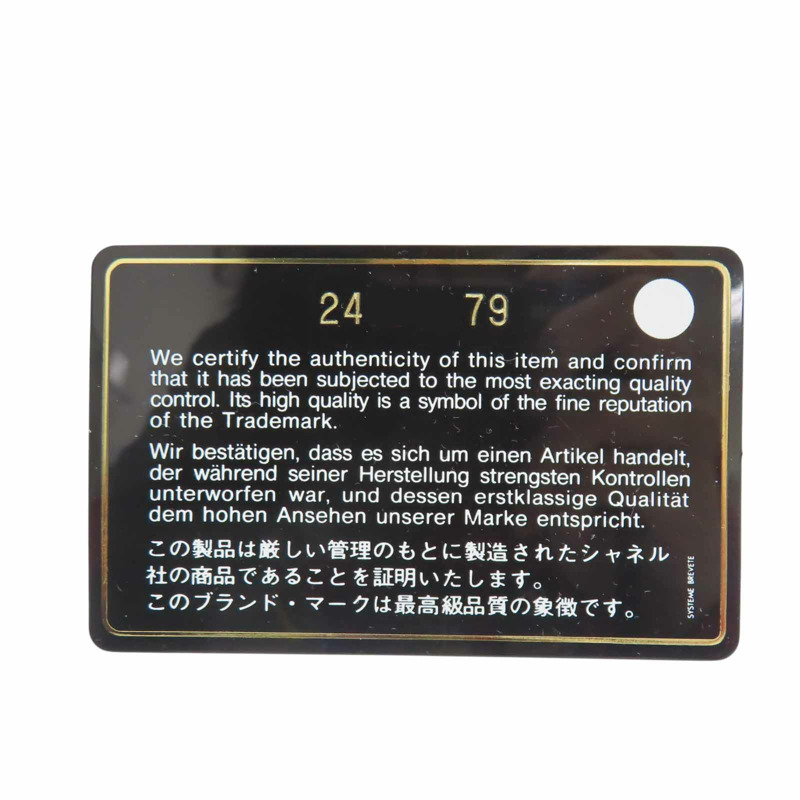 24 79
We certify the authenticity of this item and confirm
that it has been subjected to the most exacting quality
control. Its high quality is a symbol of the fine reputation
of the Trademark.
Wir bestätigen, dass es sich um einen Artikel handelt,
der während seiner Herstellung strengsten Kontrollen
unterworfen war, und dessen erstklassige Qualität
dem hohen Ansehen unserer Marke entspricht.
この製品は厳しい管理のもとに製造されたシャネル
社の商品であることを証明いたします。
このブランド・マークは最高級品質の象徴です。
SYSTEME BREVETE